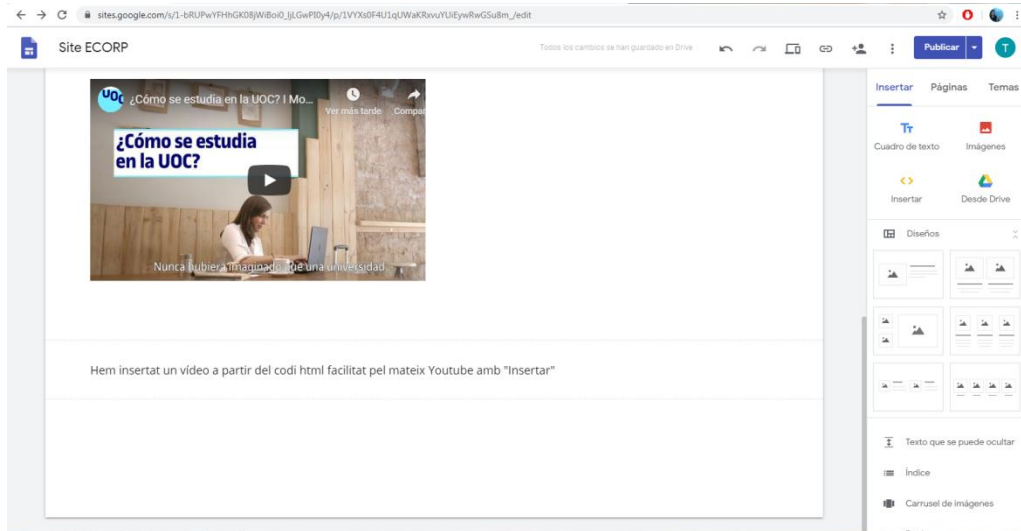 sites.google.com/s/1-bRUPwYFHhGK08jWiBoi0_ljLGwPI0y4/p/1VYXs0F4U1qUWaKRxvuYUiEywRwGSu8m_/edit
Site ECORP
Todos los cambios se han guardado en Drive
Publicar
T
Insertar Páginas Temas
UOC
¿Cómo se estudia en la UOC? | Mo...
Ver más tarde
¿Cómo se estudia
en la UOC?
Nunca hubiera imaginado que una universidad
Tт
Cuadro de texto
Imágenes
Insertar
Desde Drive
Diseños
Hem insertat un vídeo a partir del codi html facilitat pel mateix Youtube amb "Insertar"
Texto que se puede ocultar
Índice
Carrusel de imágenes